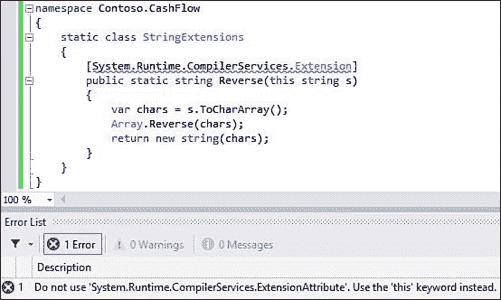 namespace Contoso.CashFlow
{
static class StringExtensions
{
[System.Runtime.CompilerServices.Extension]
public static string Reverse(this string s)
{
var chars = s.ToCharArray();
Array.Reverse(chars);
return new string(chars);
}
}
}
100 %
Error List
1 Error
0 Warnings
0 Messages
Description
1 Do not use 'System.Runtime.CompilerServices.ExtensionAttribute'. Use the 'this' keyword instead.